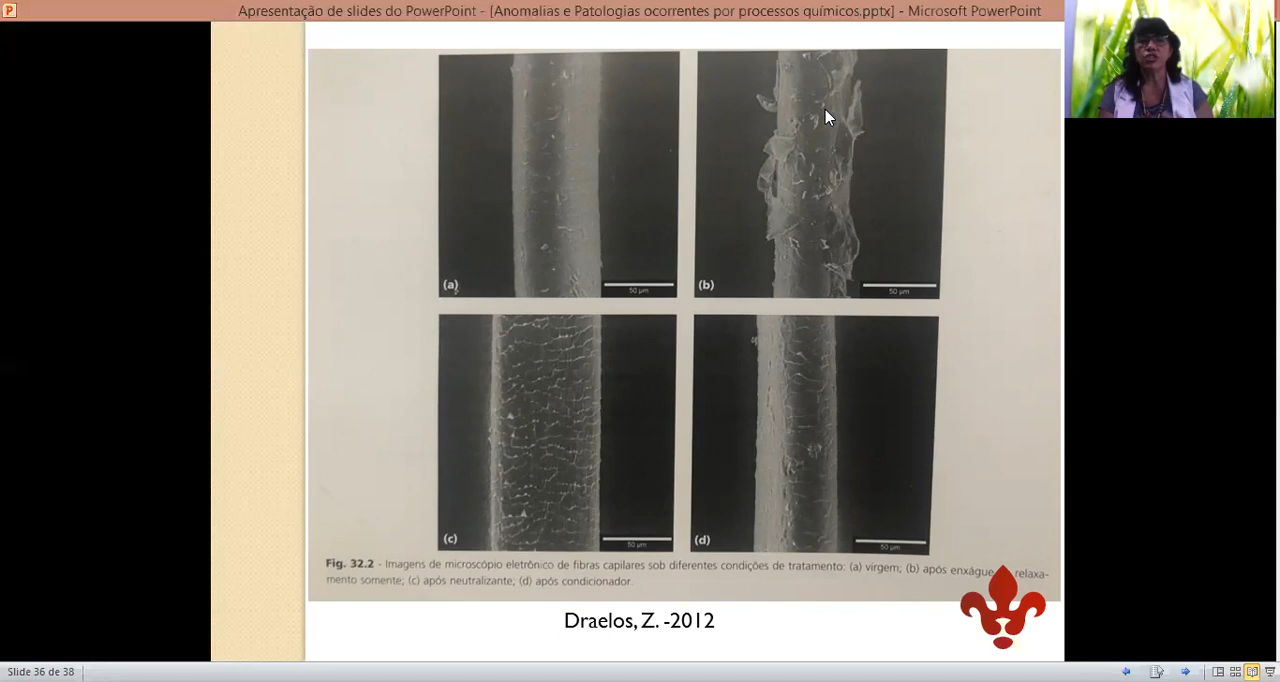 Apresentação de slides do PowerPoint - [Anomalias e Patologias ocorrentes por processos químicos.pptx] - Microsoft PowerPoint
(a)
50 µm
(b)
50 µm
(c)
50 µm
(d)
50 µm
Fig. 32.2 - Imagens de microscópio eletrônico de fibras capilares sob diferentes condições de tratamento: (a) virgem; (b) após enxágue relaxa-
mento somente; (c) após neutralizante; (d) após condicionador.
Draelos, Z. -2012
Slide 36 de 38